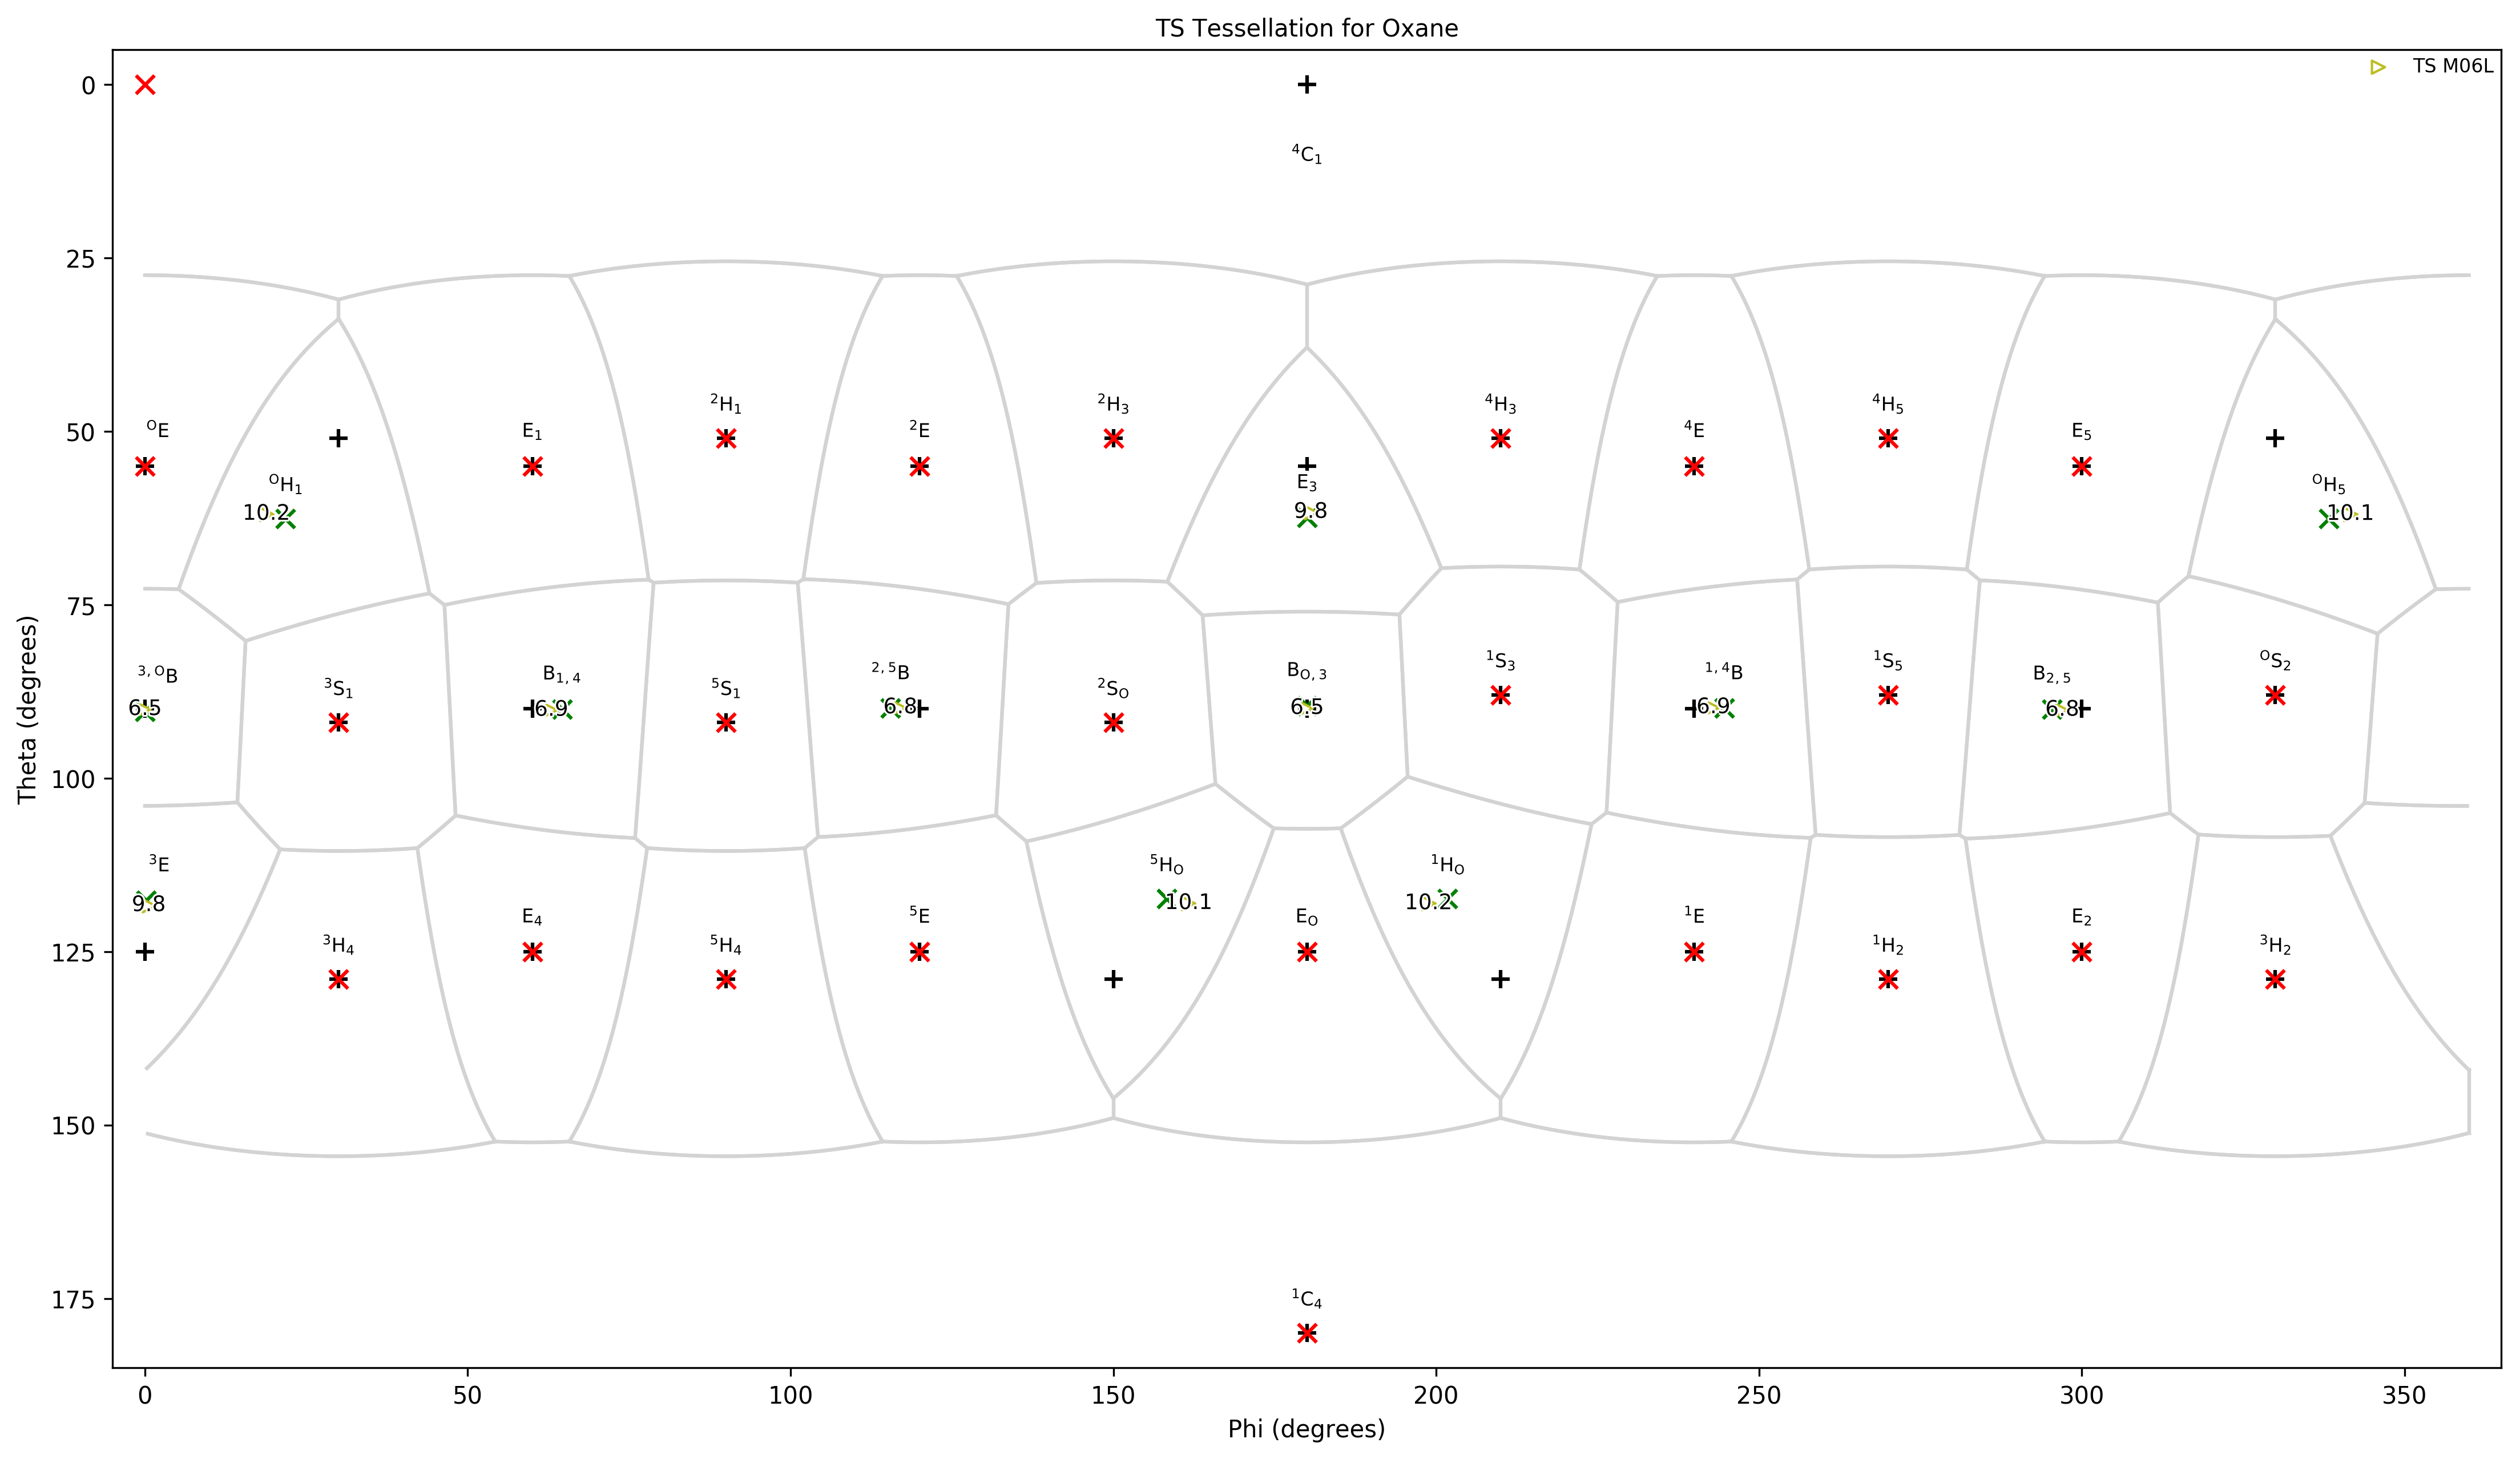 TS Tessellation for Oxane
TS M06L
0
⁴C₁
25
²H₁ ²H₃ ⁴H₃ ⁴H₅
ᴼE E₁ ²E ⁴E E₅
50
ᴼH₁ E₃ ᴼH₅
10.2 9.8 10.1
75
³,ᴼB ³S₁ B₁,₄ ⁵S₁ ²,⁵B ²Sₒ Bₒ,₃ ¹S₃ ¹,⁴B ¹S₅ B₂,₅ ᴼS₂
6.5 6.9 6.8 6.5 6.9 6.8
100
³E ⁵Hₒ ¹Hₒ
9.8 10.1 10.2
E₄ ⁵E Eₒ ¹E E₂
125
³H₄ ⁵H₄ ¹H₂ ³H₂
150
175
¹C₄
0 50 100 150 200 250 300 350
Phi (degrees)
Theta (degrees)